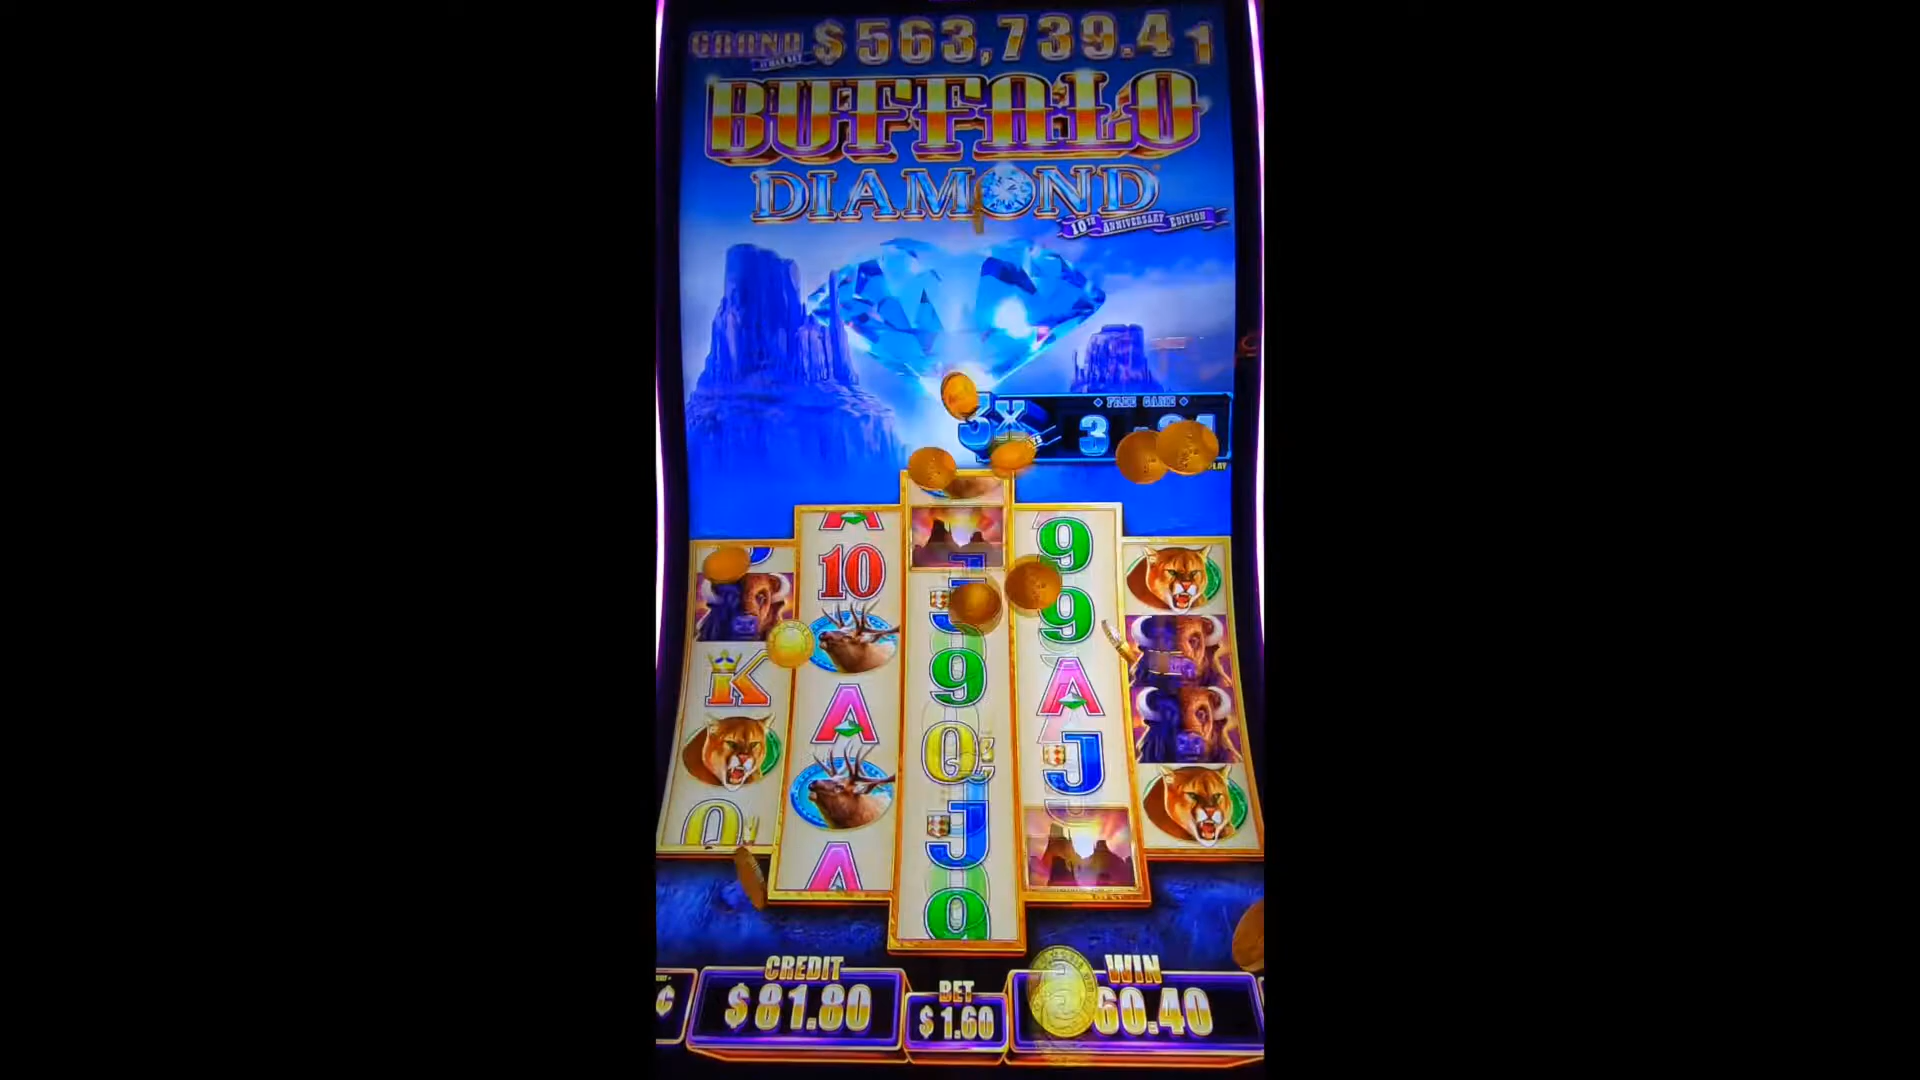 GRAND $563,739.41
BUFFALO
DIAMOND
10TH ANNIVERSARY EDITION
FREE GAME
3X 3
10 9
9
K 9 A
A Q J
Q J
A 9
CREDIT BET WIN
¢ $81.80 $1.60 60.40